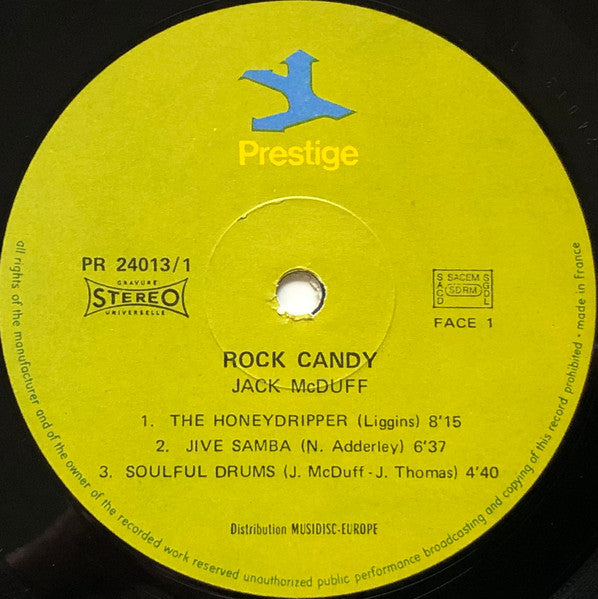 Prestige
PR 24013/1
GRAVURE
STEREO
UNIVERSELLE
SACD SACEM SGDL
SDRM
FACE 1
ROCK CANDY
JACK McDUFF
1. THE HONEYDRIPPER (Liggins) 8'15
2. JIVE SAMBA (N. Adderley) 6'37
3. SOULFUL DRUMS (J. McDuff - J. Thomas) 4'40
Distribution MUSIDISC-EUROPE
all rights of the manufacturer and of the owner of the recorded work reserved unauthorized public performance broadcasting and copying of this record prohibited • made in France